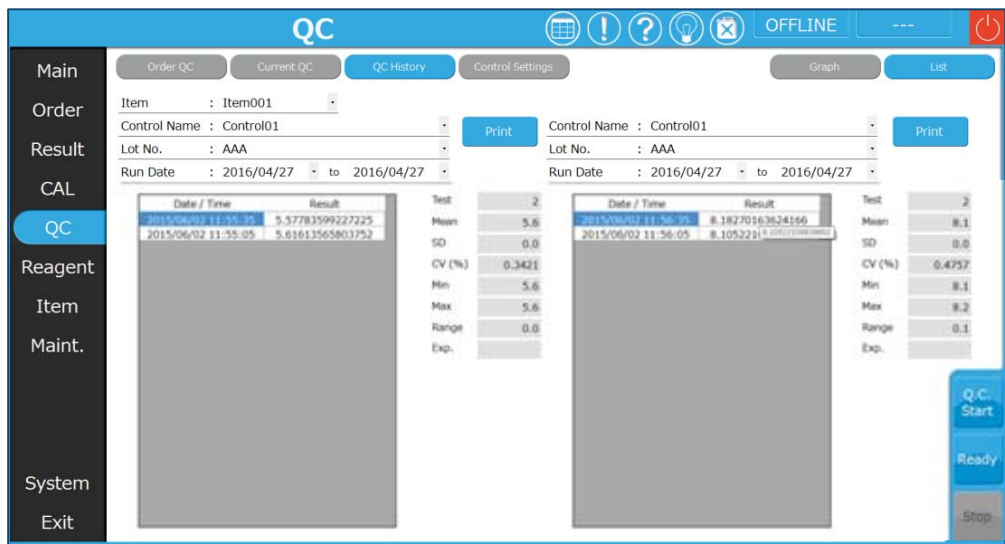 QC
OFFLINE
---
Main
Order
Result
CAL
QC
Reagent
Item
Maint.
System
Exit
Order QC Current QC QC History Control Settings Graph List
Item : Item001
Control Name : Control01
Lot No. : AAA
Run Date : 2016/04/27 to 2016/04/27
Print
Date / Time Result
2015/06/02 11:55:35 5.57783599227225
2015/06/02 11:55:05 5.61613565803752
Test 2
Mean 5.6
SD 0.0
CV (%) 0.3421
Min 5.6
Max 5.6
Range 0.0
Exp.
Control Name : Control01
Lot No. : AAA
Run Date : 2016/04/27 to 2016/04/27
Print
Date / Time Result
2015/06/02 11:56:35 8.18270163624166
2015/06/02 11:56:05
Test 2
Mean 8.1
SD 0.0
CV (%) 0.4757
Min 8.1
Max 8.2
Range 0.1
Exp.
Q.C. Start
Ready
Stop